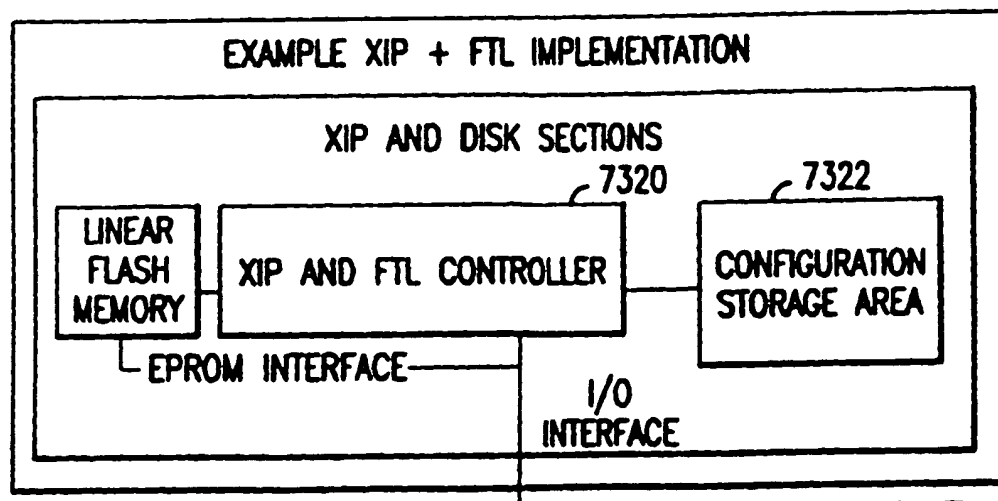 EXAMPLE XIP + FTL IMPLEMENTATION
XIP AND DISK SECTIONS
7320
7322
LINEAR
FLASH
MEMORY
XIP AND FTL CONTROLLER
CONFIGURATION
STORAGE AREA
EPROM INTERFACE
I/O
INTERFACE